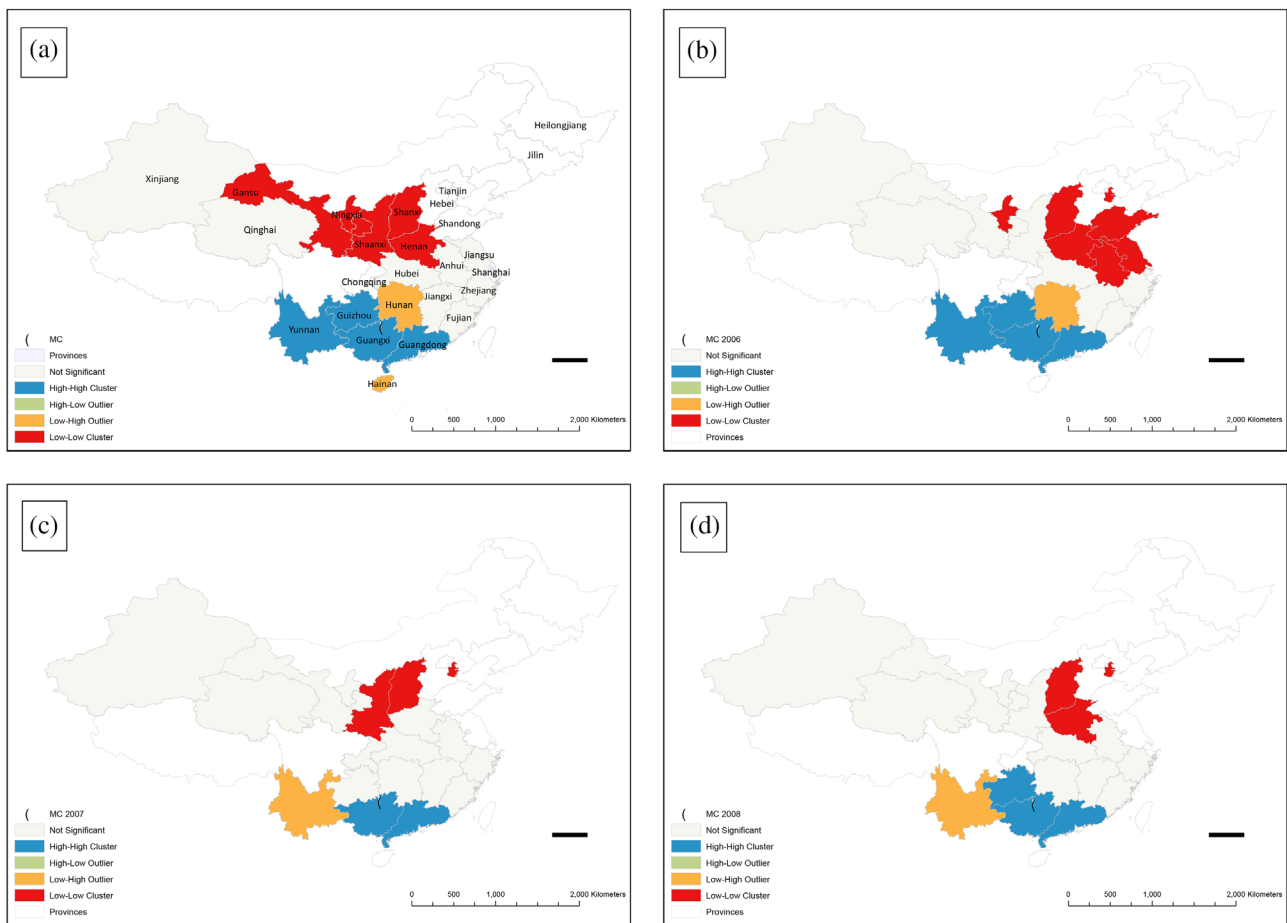 (a)
Heilongjiang
Jilin
Xinjiang
Tianjin
Gansu
Hebei
Ningxia
Shanxi
Shandong
Qinghai
Shaanxi
Henan
Jiangsu
Anhui
Hubei
Shanghai
Chongqing
Zhejiang
Jiangxi
Hunan
Guizhou
Fujian
Yunnan
Guangxi
Guangdong
Hainan
MC
Provinces
Not Significant
High-High Cluster
High-Low Outlier
Low-High Outlier
Low-Low Cluster
0 500 1,000 2,000 Kilometers
(b)
MC 2006
Not Significant
High-High Cluster
High-Low Outlier
Low-High Outlier
Low-Low Cluster
Provinces
0 500 1,000 2,000 Kilometers
(c)
MC 2007
Not Significant
High-High Cluster
High-Low Outlier
Low-High Outlier
Low-Low Cluster
Provinces
0 500 1,000 2,000 Kilometers
(d)
MC 2008
Not Significant
High-High Cluster
High-Low Outlier
Low-High Outlier
Low-Low Cluster
Provinces
0 500 1,000 2,000 Kilometers